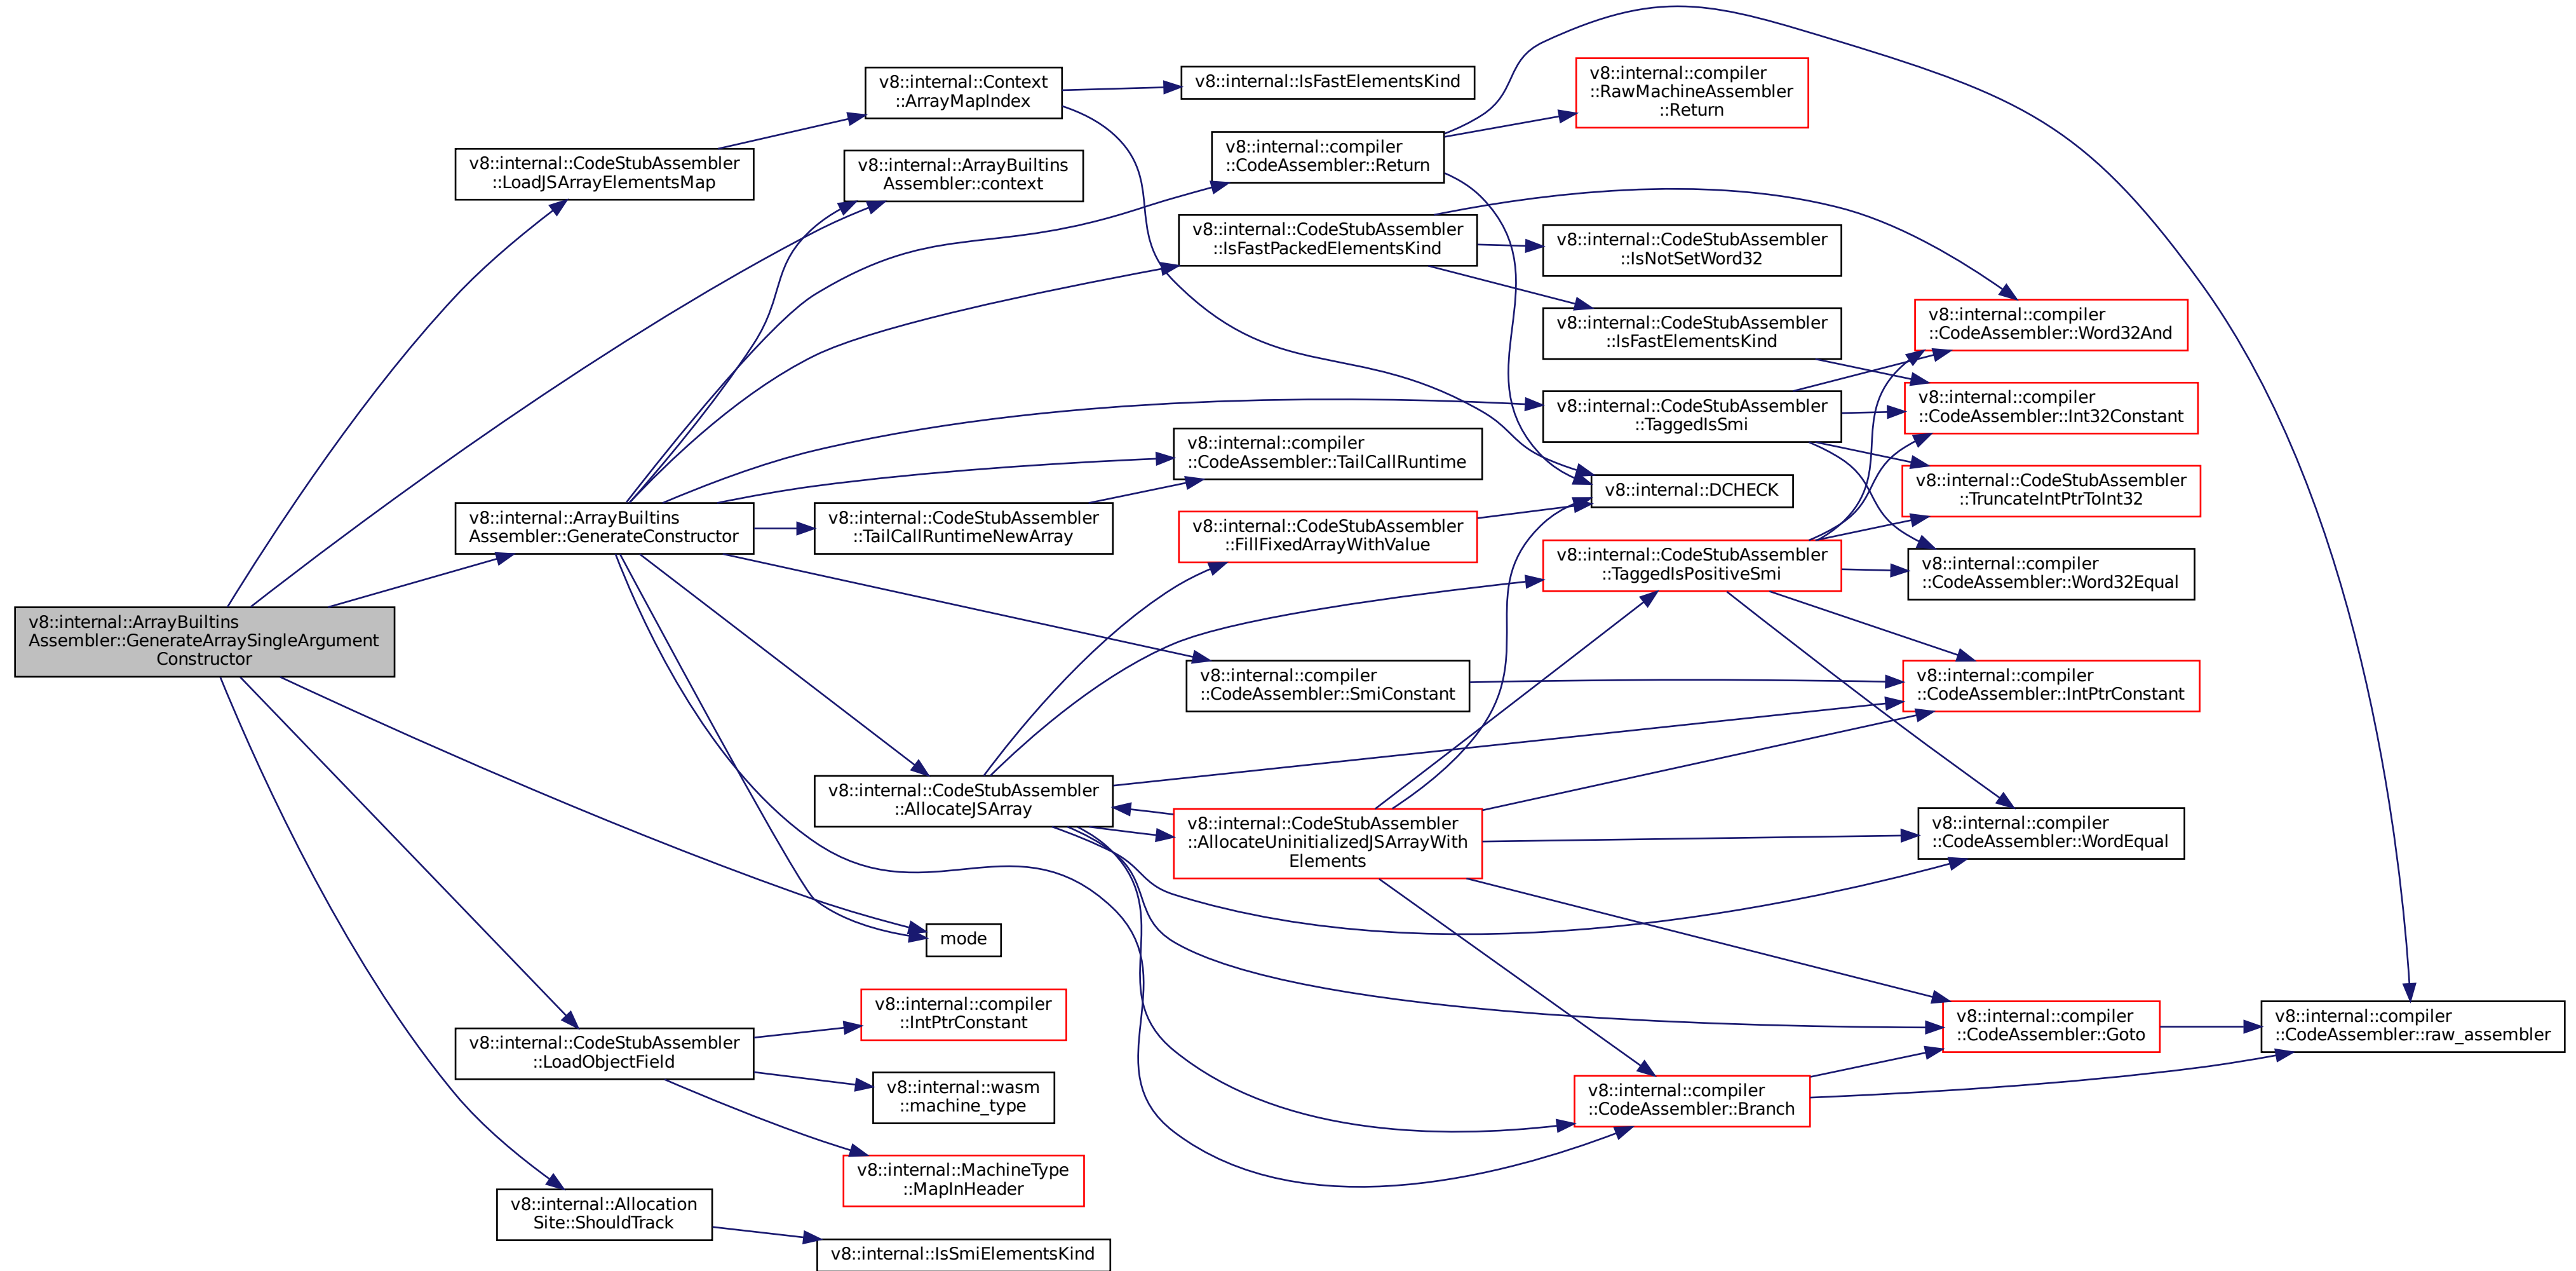 v8::internal::ArrayBuiltins
Assembler::GenerateArraySingleArgument
Constructor
v8::internal::CodeStubAssembler
::LoadJSArrayElementsMap
v8::internal::ArrayBuiltins
Assembler::GenerateConstructor
v8::internal::CodeStubAssembler
::LoadObjectField
v8::internal::Allocation
Site::ShouldTrack
v8::internal::Context
::ArrayMapIndex
v8::internal::ArrayBuiltins
Assembler::context
v8::internal::CodeStubAssembler
::TailCallRuntimeNewArray
v8::internal::CodeStubAssembler
::AllocateJSArray
mode
v8::internal::compiler
::IntPtrConstant
v8::internal::wasm
::machine_type
v8::internal::MachineType
::MapInHeader
v8::internal::IsSmiElementsKind
v8::internal::IsFastElementsKind
v8::internal::compiler
::CodeAssembler::Return
v8::internal::CodeStubAssembler
::IsFastPackedElementsKind
v8::internal::compiler
::CodeAssembler::TailCallRuntime
v8::internal::CodeStubAssembler
::FillFixedArrayWithValue
v8::internal::compiler
::CodeAssembler::SmiConstant
v8::internal::CodeStubAssembler
::AllocateUninitializedJSArrayWith
Elements
v8::internal::compiler
::RawMachineAssembler
::Return
v8::internal::CodeStubAssembler
::IsNotSetWord32
v8::internal::CodeStubAssembler
::IsFastElementsKind
v8::internal::CodeStubAssembler
::TaggedIsSmi
v8::internal::DCHECK
v8::internal::CodeStubAssembler
::TaggedIsPositiveSmi
v8::internal::compiler
::CodeAssembler::Branch
v8::internal::compiler
::CodeAssembler::Word32And
v8::internal::compiler
::CodeAssembler::Int32Constant
v8::internal::CodeStubAssembler
::TruncateIntPtrToInt32
v8::internal::compiler
::CodeAssembler::Word32Equal
v8::internal::compiler
::CodeAssembler::IntPtrConstant
v8::internal::compiler
::CodeAssembler::WordEqual
v8::internal::compiler
::CodeAssembler::Goto
v8::internal::compiler
::CodeAssembler::raw_assembler